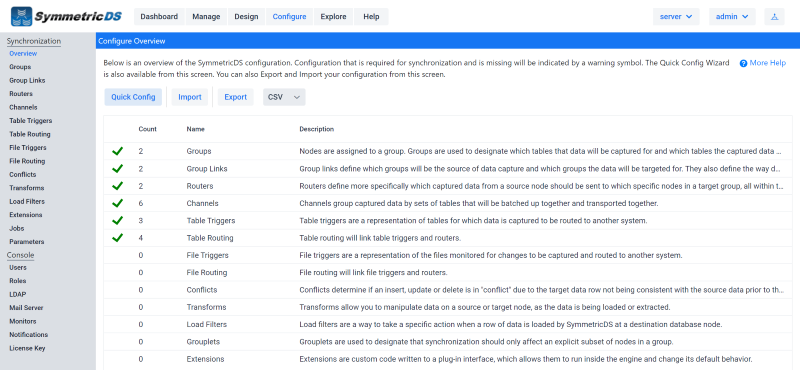 SymmetricDS
Dashboard Manage Design Configure Explore Help server admin
Synchronization
Overview
Groups
Group Links
Routers
Channels
Table Triggers
Table Routing
File Triggers
File Routing
Conflicts
Transforms
Load Filters
Extensions
Jobs
Parameters
Console
Users
Roles
LDAP
Mail Server
Monitors
Notifications
License Key
Configure Overview
Below is an overview of the SymmetricDS configuration. Configuration that is required for synchronization and is missing will be indicated by a warning symbol. The Quick Config Wizard
is also available from this screen. You can also Export and Import your configuration from this screen.
More Help
Quick Config Import Export CSV
Count Name Description
2 Groups Nodes are assigned to a group. Groups are used to designate which tables that data will be captured for and which tables the captured data ...
2 Group Links Group links define which groups will be the source of data capture and which groups the data will be targeted for. They also define the way d...
2 Routers Routers define more specifically which captured data from a source node should be sent to which specific nodes in a target group, all within t...
6 Channels Channels group captured data by sets of tables that will be batched up together and transported together.
3 Table Triggers Table triggers are a representation of tables for which data is captured to be routed to another system.
4 Table Routing Table routing will link table triggers and routers.
0 File Triggers File triggers are a representation of the files monitored for changes to be captured and routed to another system.
0 File Routing File routing will link file triggers and routers.
0 Conflicts Conflicts determine if an insert, update or delete is in "conflict" due to the target data row not being consistent with the source data prior to th...
0 Transforms Transforms allow you to manipulate data on a source or target node, as the data is being loaded or extracted.
0 Load Filters Load filters are a way to take a specific action when a row of data is loaded by SymmetricDS at a destination database node.
0 Grouplets Grouplets are used to designate that synchronization should only affect an explicit subset of nodes in a group.
0 Extensions Extensions are custom code written to a plug-in interface, which allows them to run inside the engine and change its default behavior.